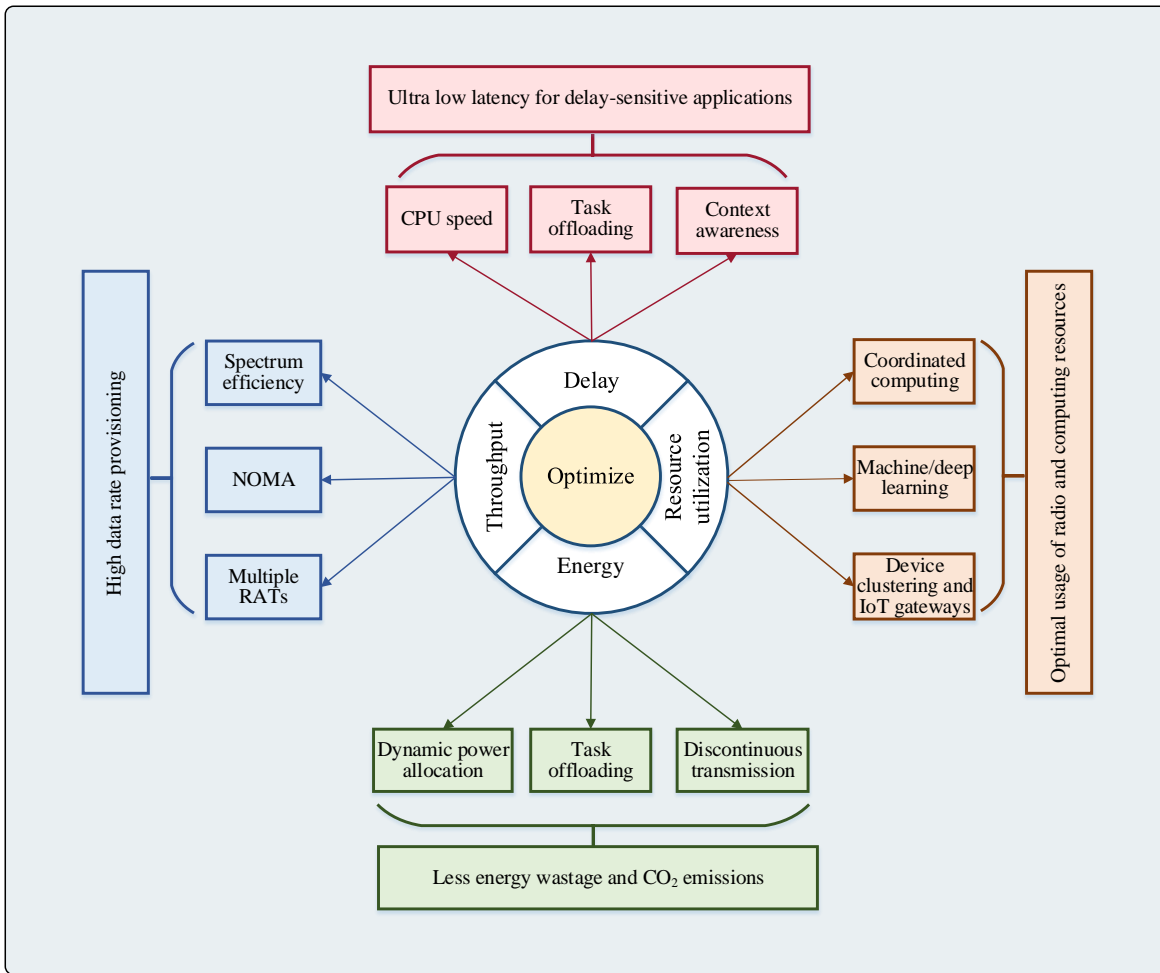 Ultra low latency for delay-sensitive applications
CPU speed
Task
offloading
Context
awareness
High data rate provisioning
Spectrum
efficiency
NOMA
Multiple
RATs
Delay
Throughput
Optimize
Resource
utilization
Energy
Coordinated
computing
Machine/deep
learning
Device
clustering and
IoT gateways
Optimal usage of radio and computing resources
Dynamic power
allocation
Task
offloading
Discontinuous
transmission
Less energy wastage and CO₂ emissions